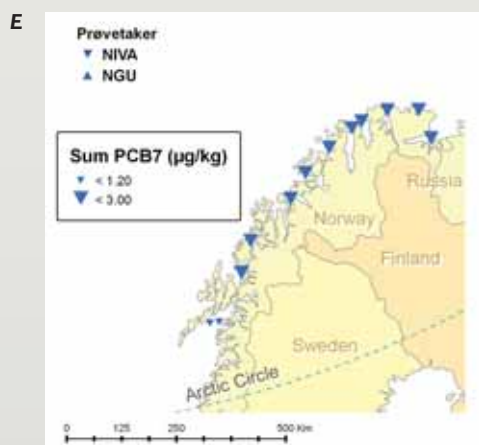 E
Prøvetaker
NIVA
NGU
Sum PCB7 (µg/kg)
< 1.20
< 3.00
Russia
Norway
Finland
Sweden
Arctic Circle
0 125 250 500 Km